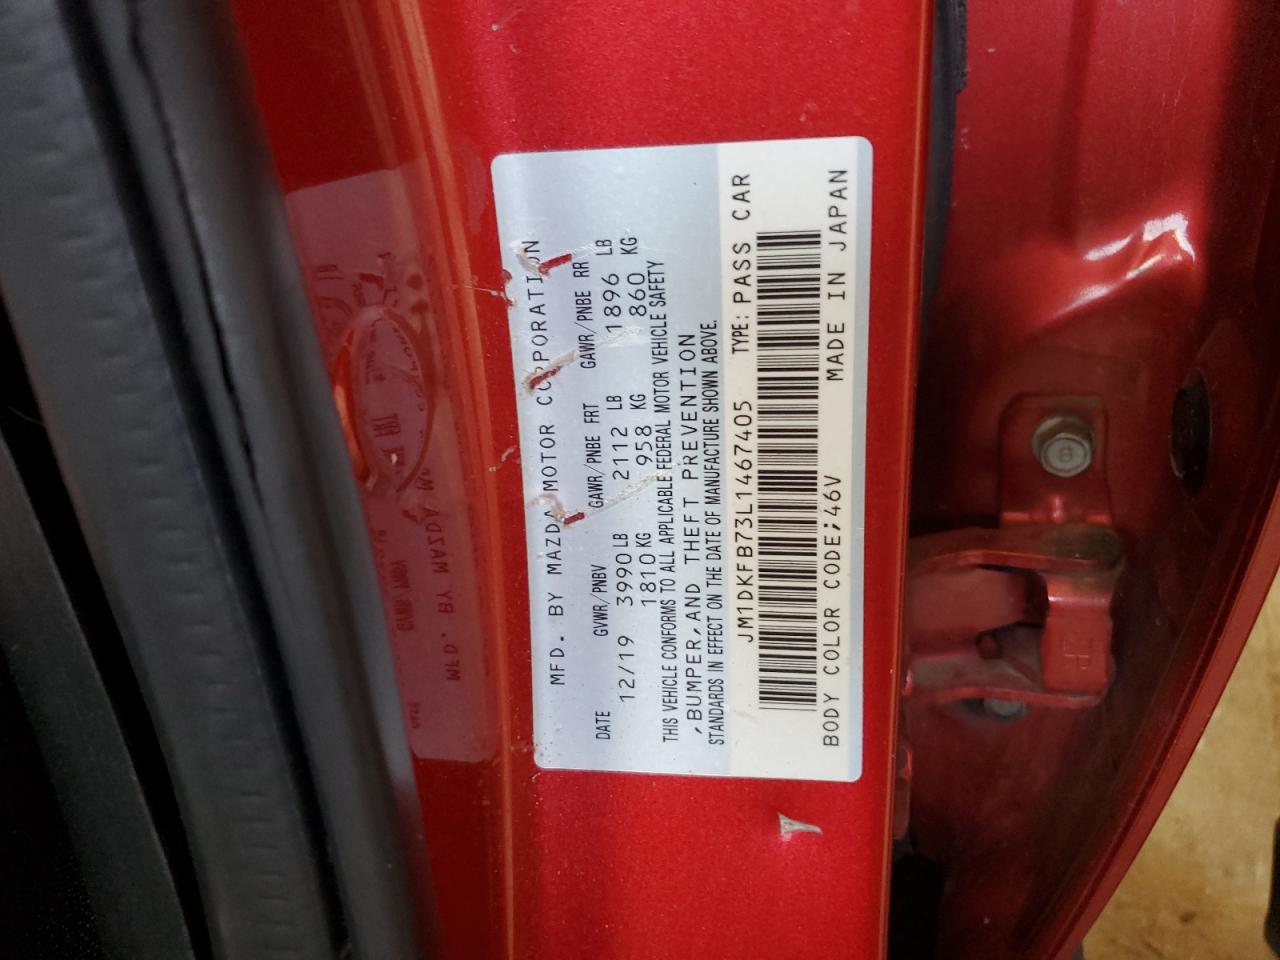 MFD. BY MAZDA MOTOR CORPORATION
DATE GVWR/PNBV GAWR/PNBE FRT GAWR/PNBE RR
12/19 3990 LB 2112 LB 1896 LB
1810 KG 958 KG 860 KG
THIS VEHICLE CONFORMS TO ALL APPLICABLE FEDERAL MOTOR VEHICLE SAFETY
,BUMPER,AND THEFT PREVENTION
STANDARDS IN EFFECT ON THE DATE OF MANUFACTURE SHOWN ABOVE.
JM1DKFB73L1467405 TYPE: PASS CAR
BODY COLOR CODE;46V MADE IN JAPAN